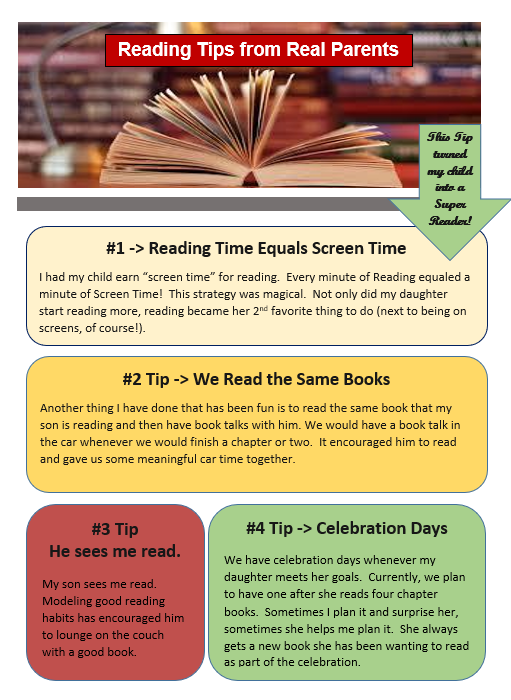 Reading Tips from Real Parents
This Tip
turned
my child
into a
Super
Reader!
#1 -> Reading Time Equals Screen Time
I had my child earn “screen time” for reading.  Every minute of Reading equaled a
minute of Screen Time!  This strategy was magical.  Not only did my daughter
start reading more, reading became her 2nd favorite thing to do (next to being on
screens, of course!).
#2 Tip -> We Read the Same Books
Another thing I have done that has been fun is to read the same book that my
son is reading and then have book talks with him. We would have a book talk in
the car whenever we would finish a chapter or two.  It encouraged him to read
and gave us some meaningful car time together.
#3 Tip
He sees me read.
My son sees me read.
Modeling good reading
habits has encouraged him
to lounge on the couch
with a good book.
#4 Tip -> Celebration Days
We have celebration days whenever my
daughter meets her goals.  Currently, we plan
to have one after she reads four chapter
books.  Sometimes I plan it and surprise her,
sometimes she helps me plan it.  She always
gets a new book she has been wanting to read
as part of the celebration.